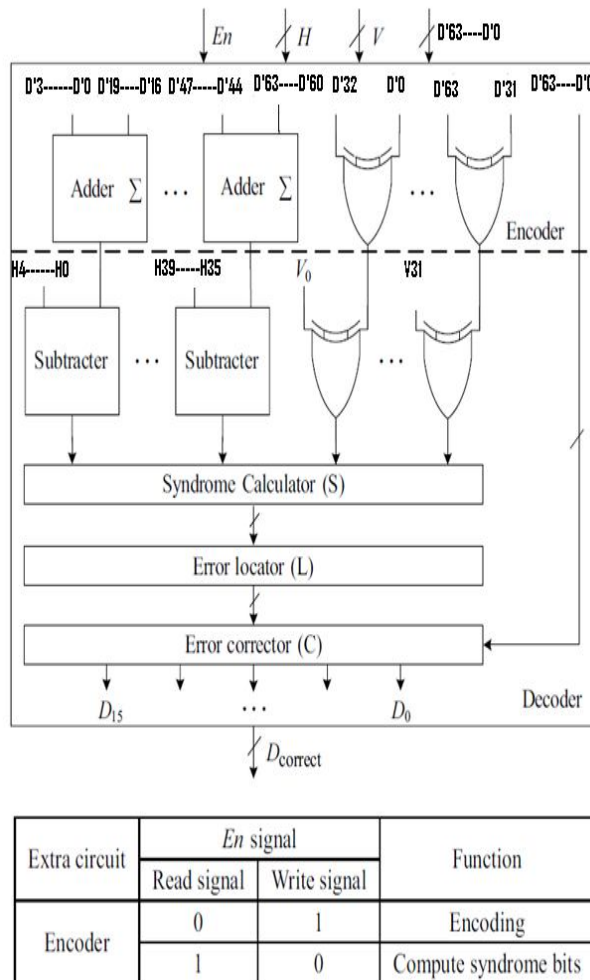 En H V D'63----D'0
D'3------D'0 D'19----D'16 D'47-----D'44 D'63----D'60 D'32 D'0 D'63 D'31 D'63----D'0
Adder Σ ... Adder Σ ...
Encoder
H4------H0 H39-----H35 V0 V31
Subtracter ... Subtracter ...
Syndrome Calculator (S)
Error locator (L)
Error corrector (C)
D15 ... D0 Decoder
Dcorrect
Extra circuit En signal Function
Read signal Write signal
Encoder 0 1 Encoding
1 0 Compute syndrome bits